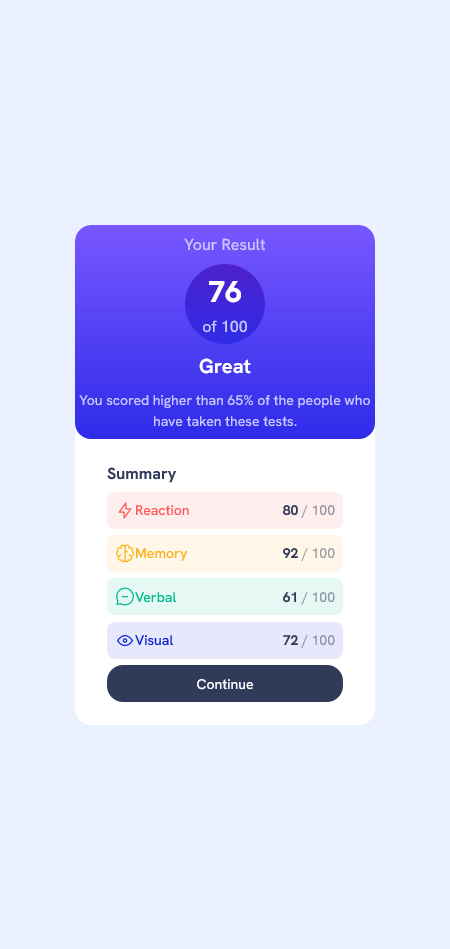 Your Result
76
of 100
Great
You scored higher than 65% of the people who
have taken these tests.
Summary
Reaction 80 / 100
Memory 92 / 100
Verbal 61 / 100
Visual 72 / 100
Continue